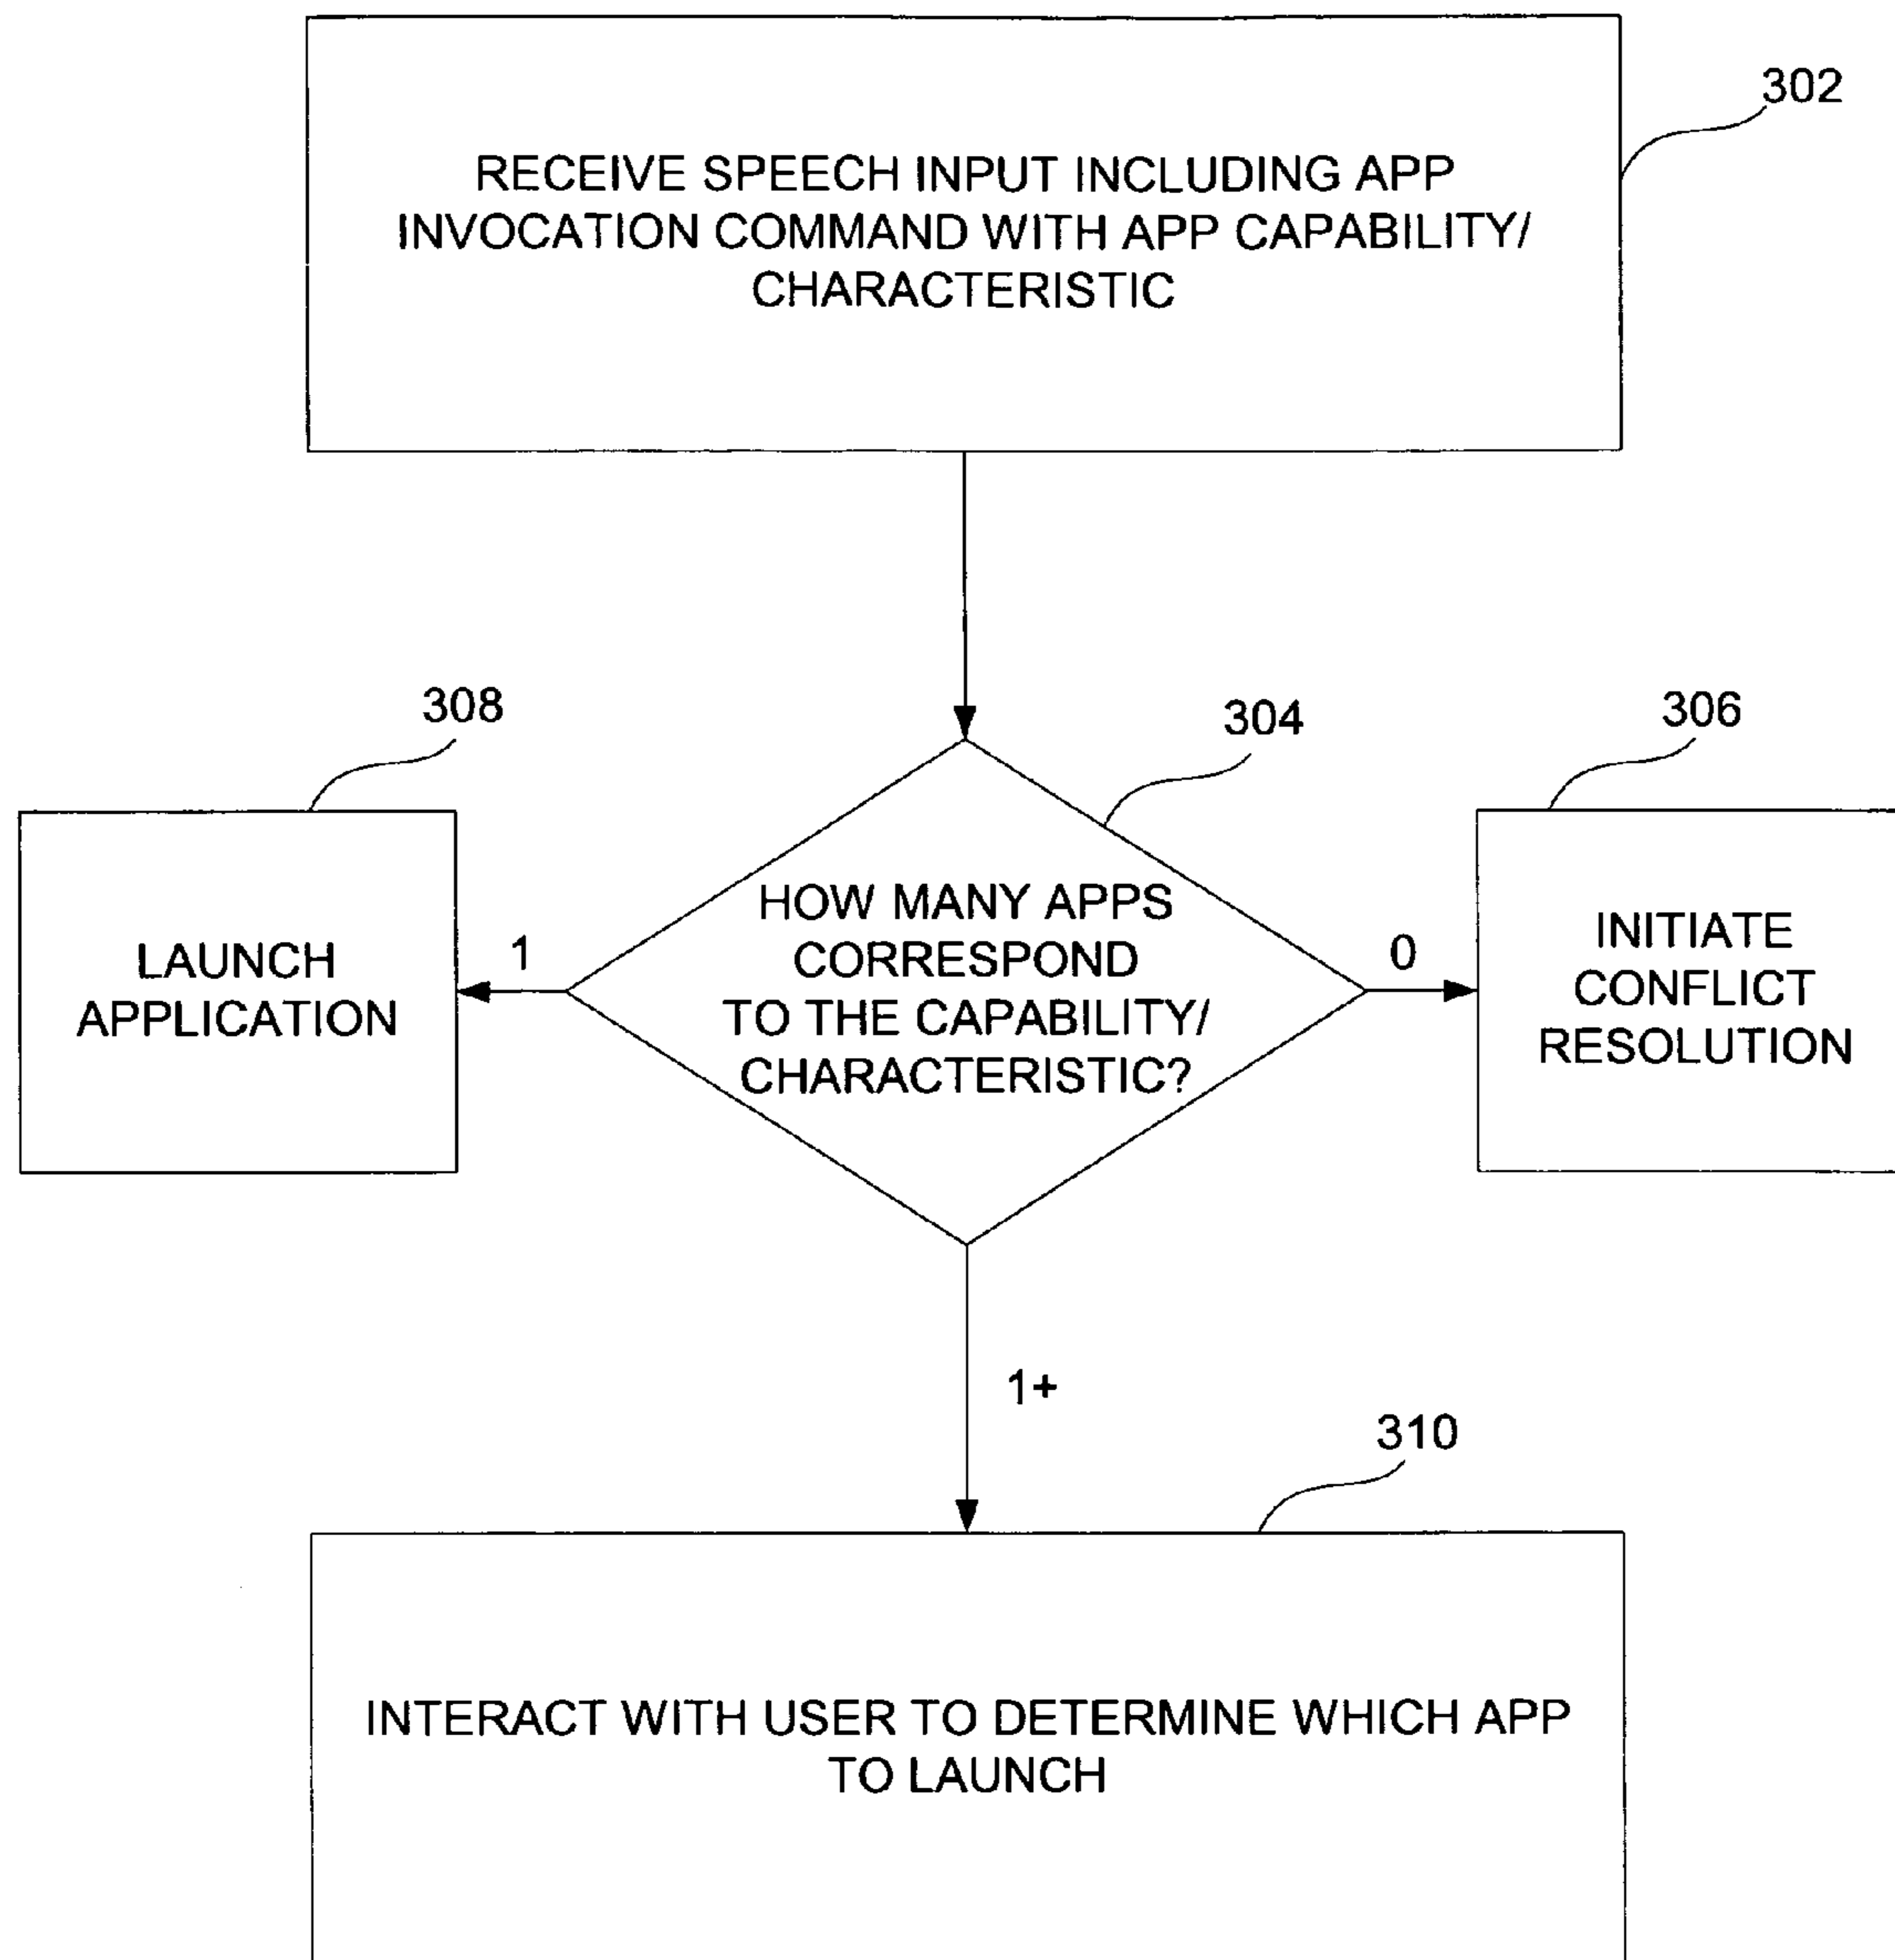 302
RECEIVE SPEECH INPUT INCLUDING APP
INVOCATION COMMAND WITH APP CAPABILITY/
CHARACTERISTIC
308
304
306
HOW MANY APPS
CORRESPOND
TO THE CAPABILITY/
CHARACTERISTIC?
1
0
LAUNCH
APPLICATION
INITIATE
CONFLICT
RESOLUTION
1+
310
INTERACT WITH USER TO DETERMINE WHICH APP
TO LAUNCH